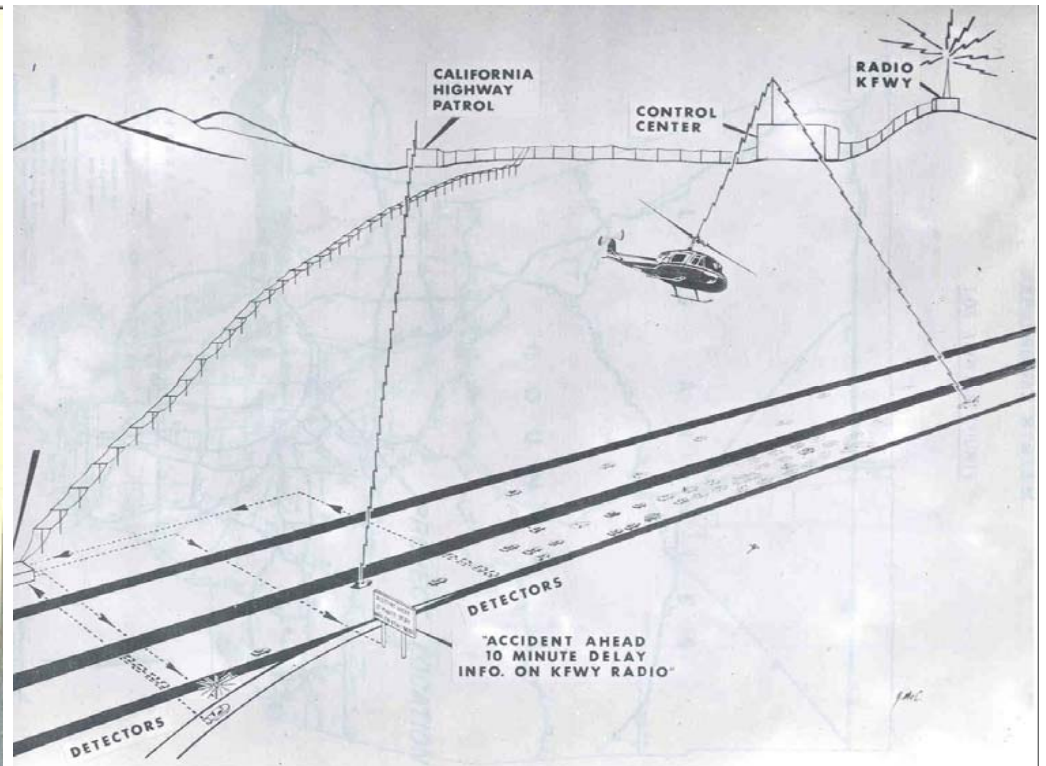 CALIFORNIA
HIGHWAY
PATROL
CONTROL
CENTER
RADIO
KFWY
DETECTORS
"ACCIDENT AHEAD
10 MINUTE DELAY
INFO. ON KFWY RADIO"
DETECTORS